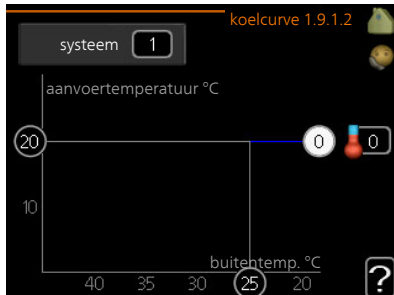 koelcurve 1.9.1.2
systeem 1
aanvoertemperatuur °C
20 0 0
10
buitentemp. °C
40 35 30 25 20
?